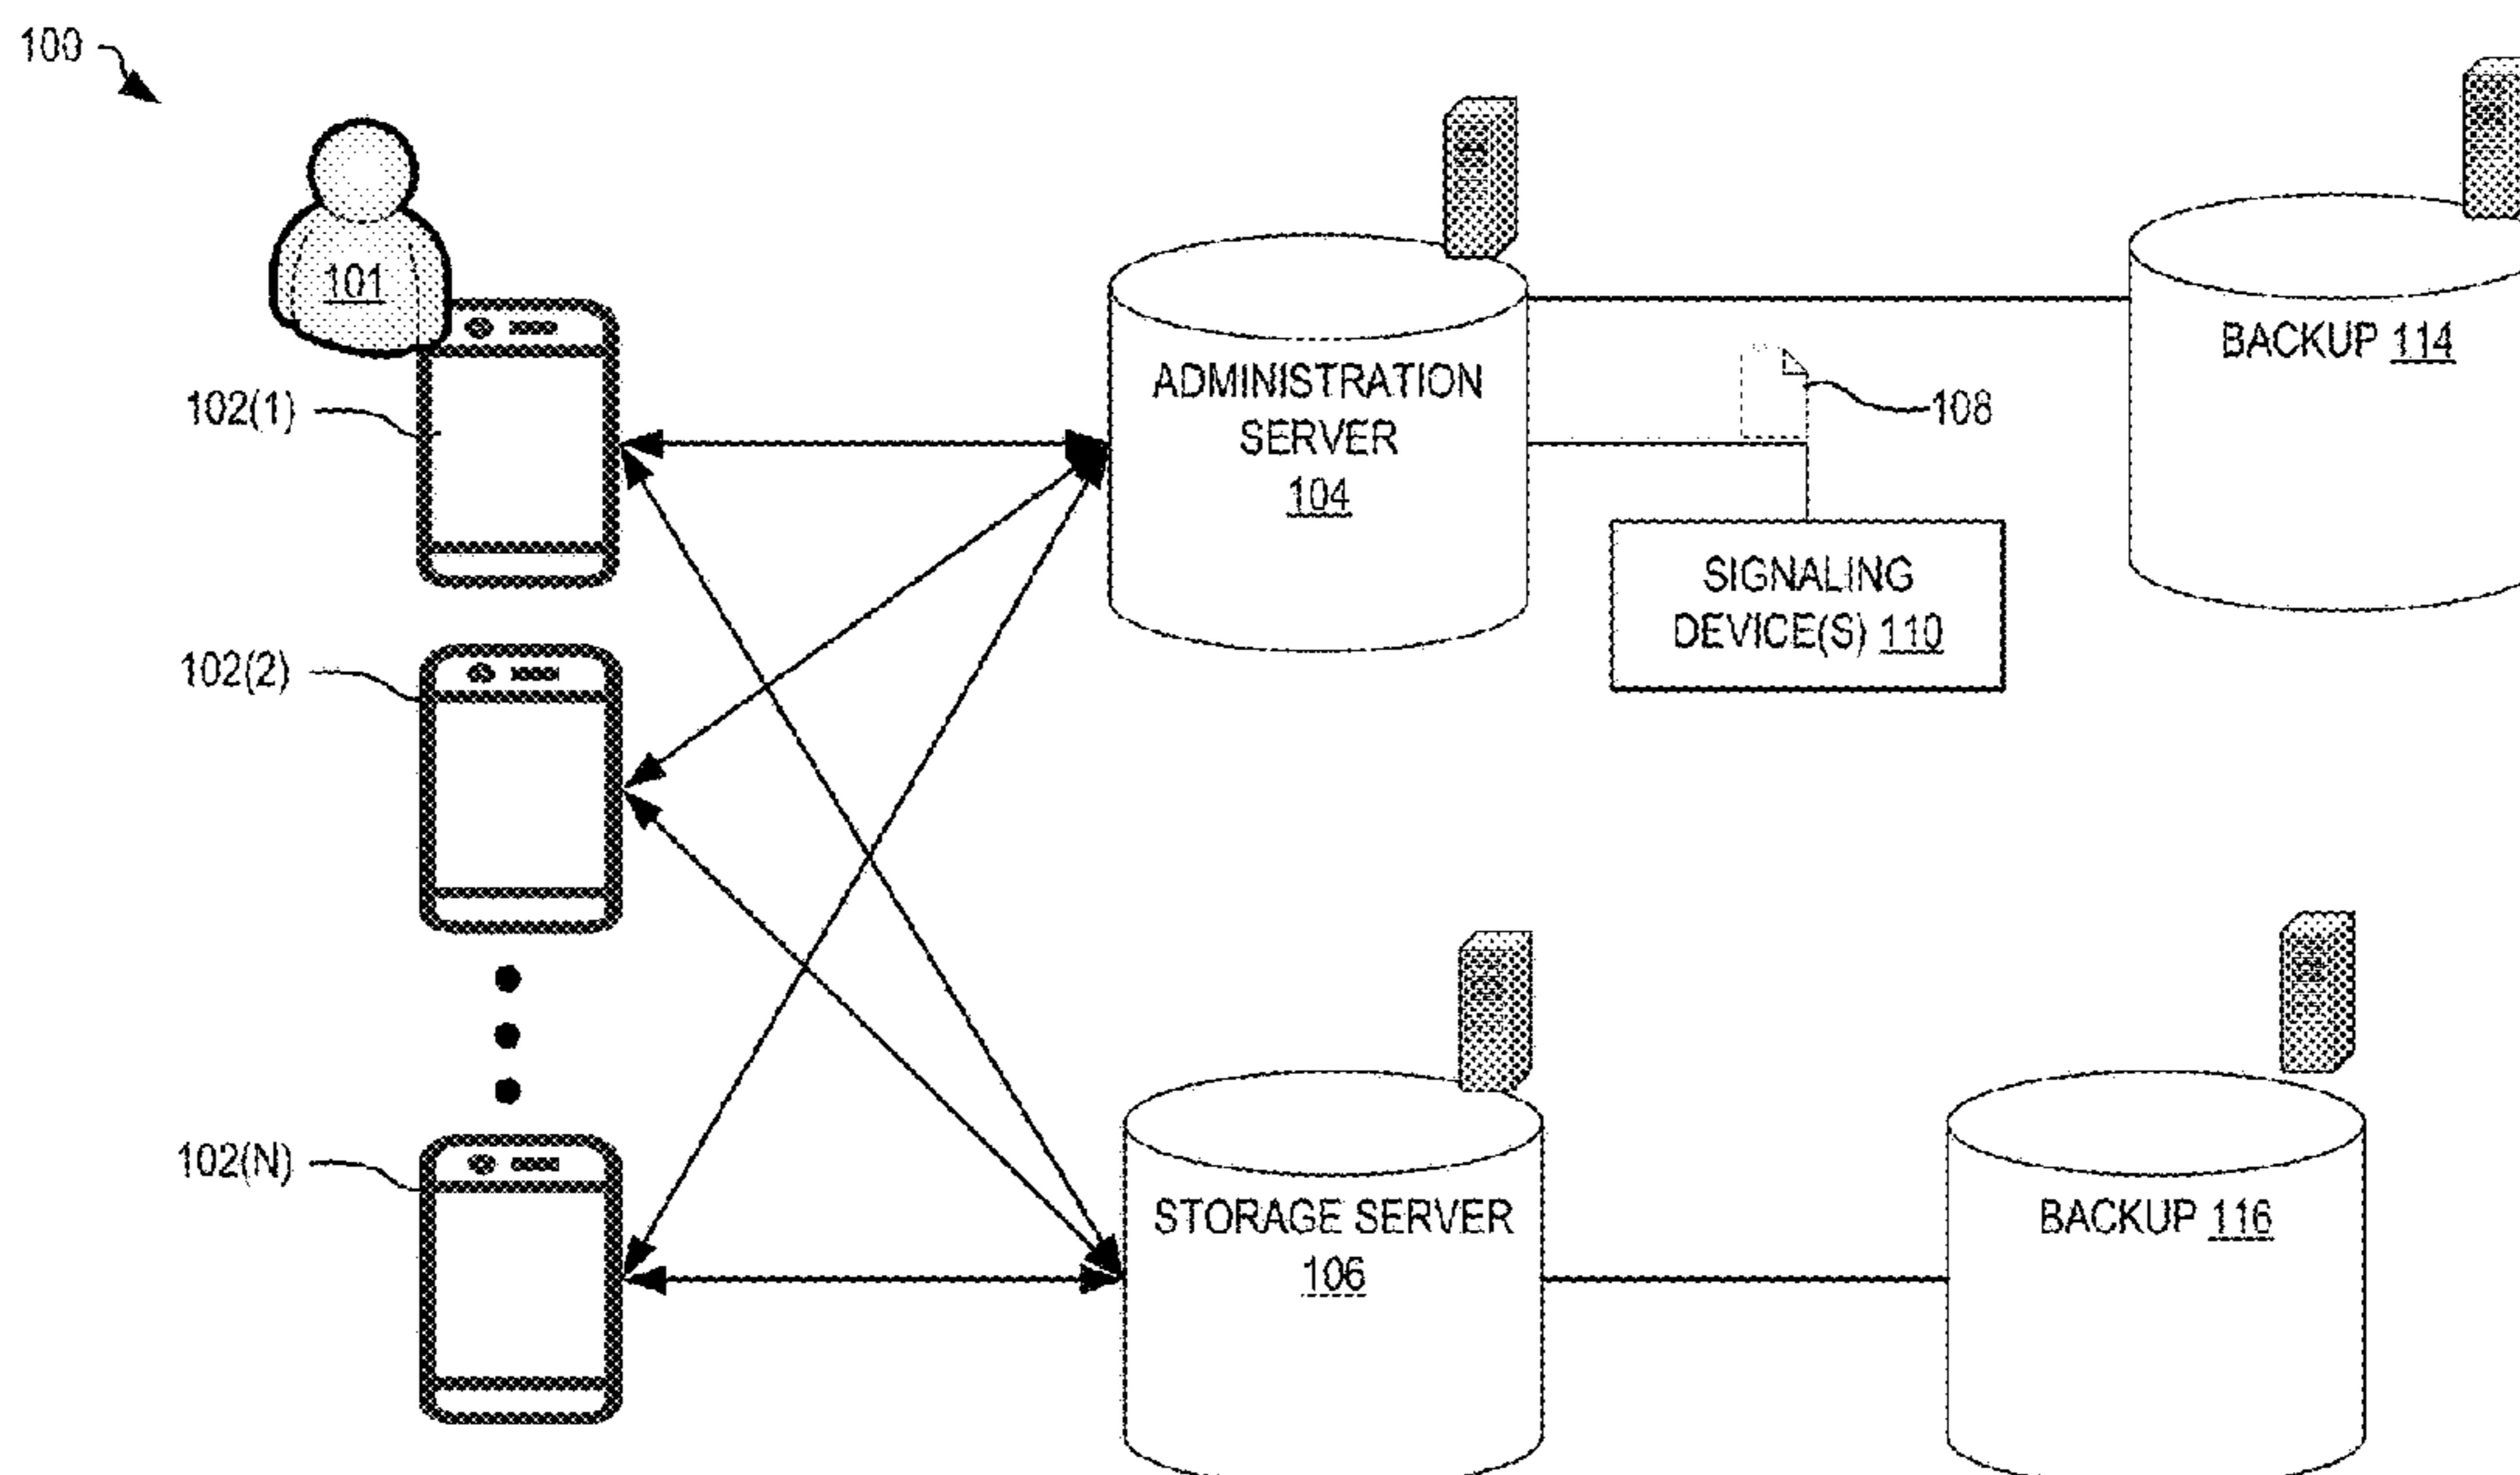 100
101
102(1)
ADMINISTRATION
SERVER
104
BACKUP 114
108
SIGNALING
DEVICE(S) 110
102(2)
102(N)
STORAGE SERVER
106
BACKUP 116